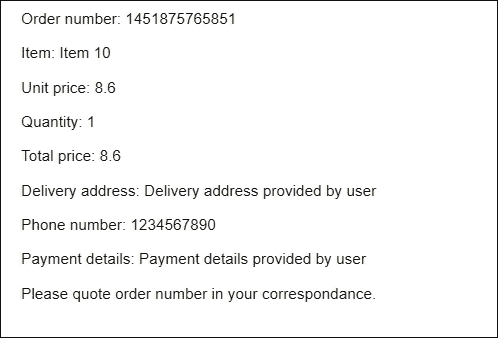 Order number: 1451875765851
Item: Item 10
Unit price: 8.6
Quantity: 1
Total price: 8.6
Delivery address: Delivery address provided by user
Phone number: 1234567890
Payment details: Payment details provided by user
Please quote order number in your correspondance.